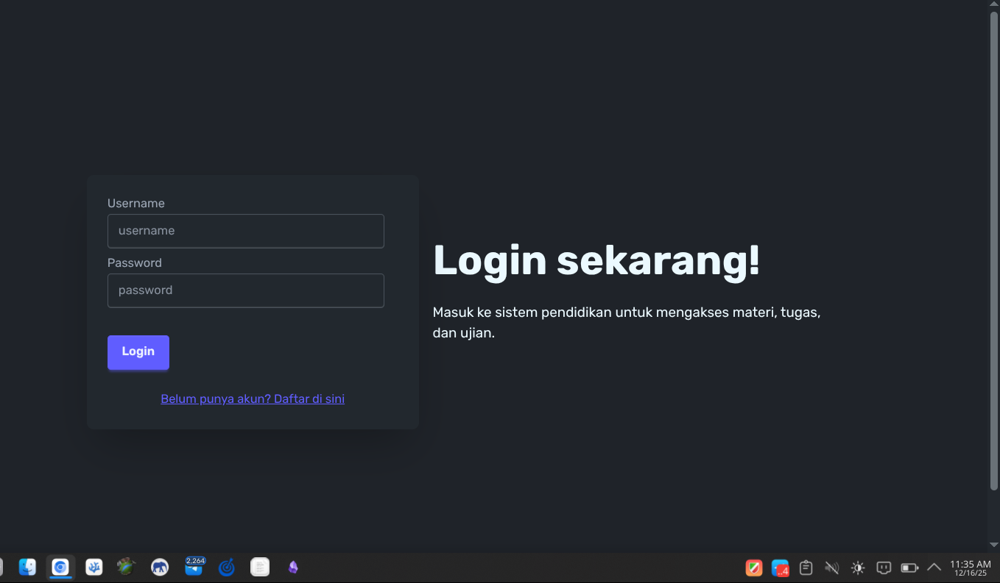 Username
username
Password
password
Login
Belum punya akun? Daftar di sini
Login sekarang!
Masuk ke sistem pendidikan untuk mengakses materi, tugas,
dan ujian.
2,264
4
11:35 AM
12/16/25